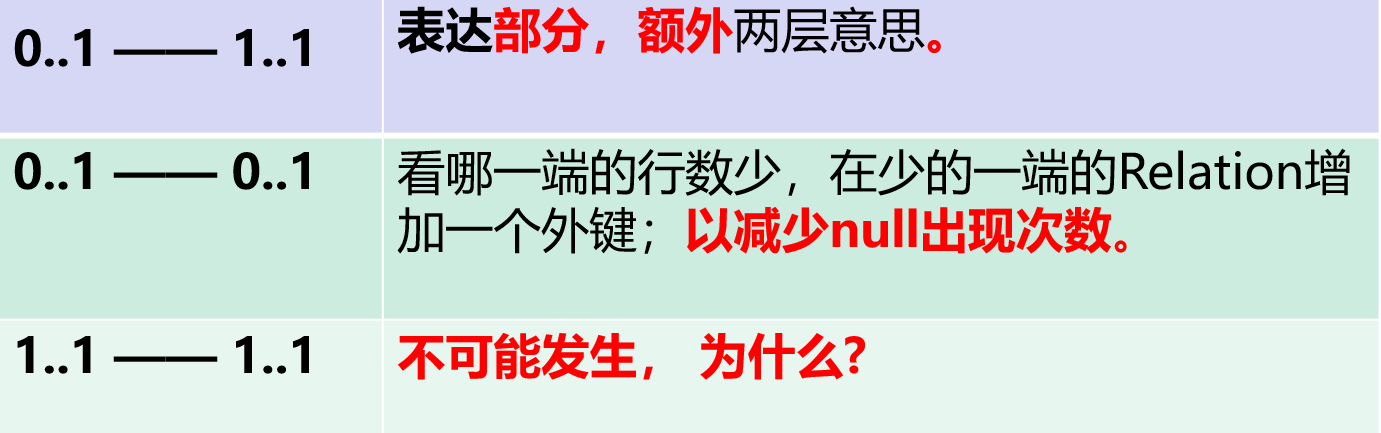 0..1 —— 1..1
表达部分，额外两层意思。
0..1 —— 0..1
看哪一端的行数少，在少的一端的Relation增
加一个外键；以减少null出现次数。
1..1 —— 1..1
不可能发生， 为什么?